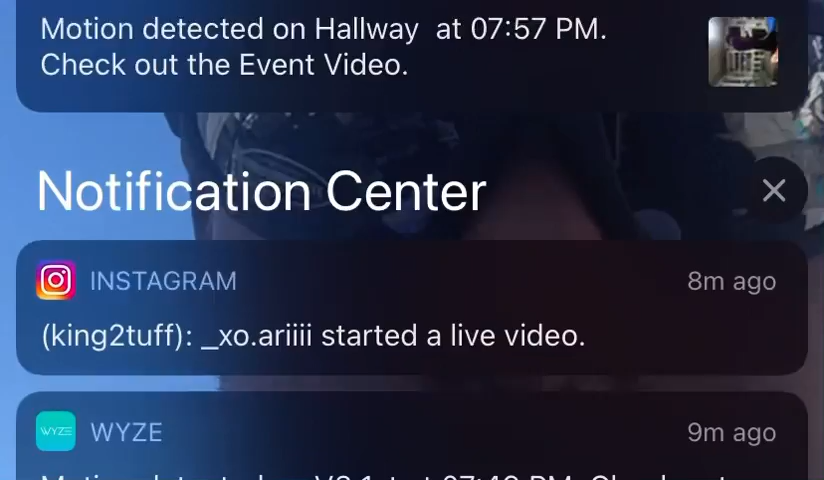 Motion detected on Hallway at 07:57 PM.
Check out the Event Video.
Notification Center
INSTAGRAM 8m ago
(king2tuff): _xo.ariiii started a live video.
WYZE
WYZE 9m ago